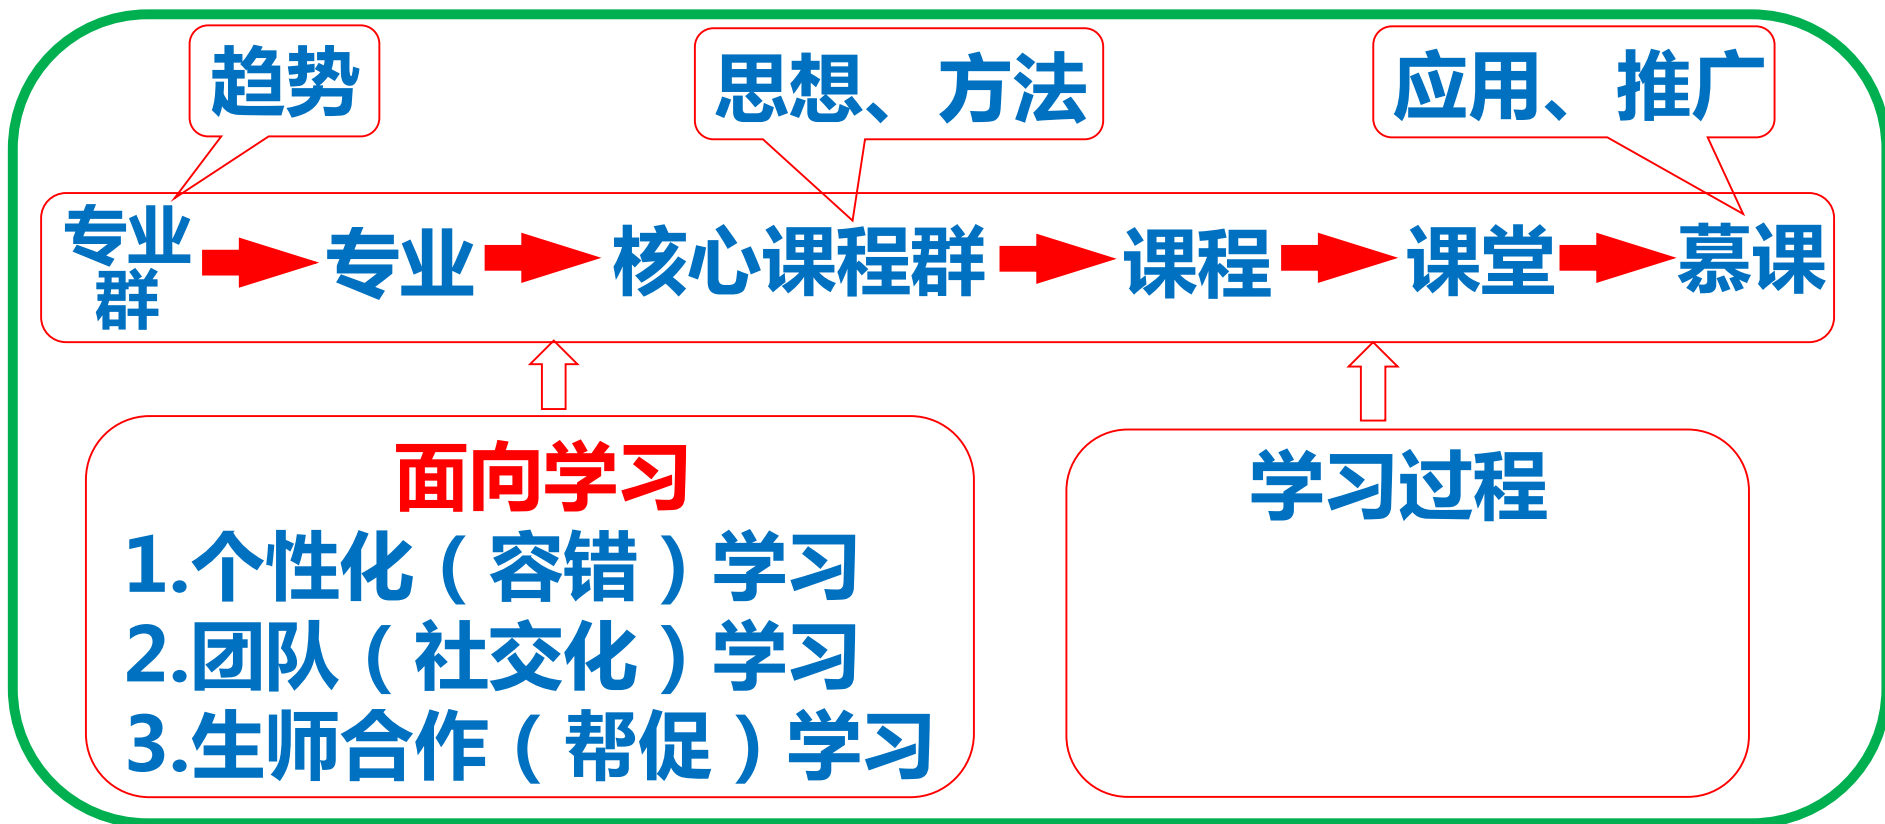 趋势
思想、方法
应用、推广
专业
群
专业
核心课程群
课程
课堂
慕课
面向学习
1.个性化（容错）学习
2.团队（社交化）学习
3.生师合作（帮促）学习
学习过程